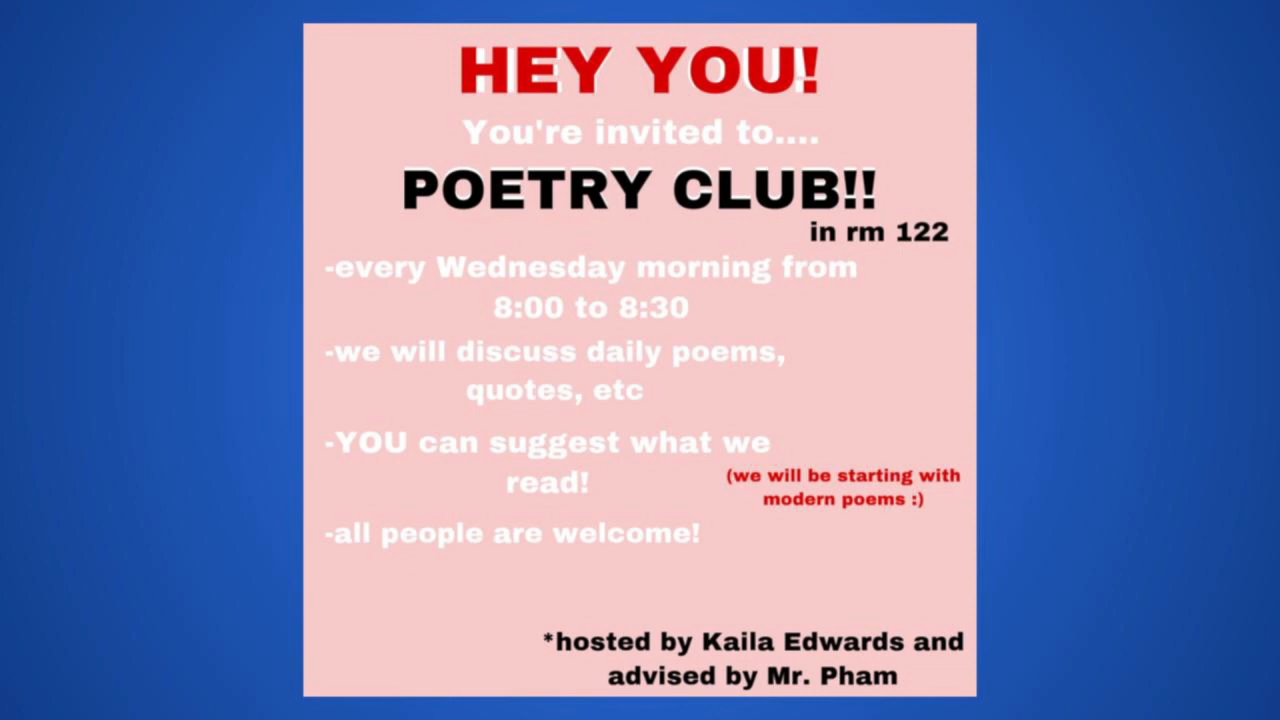 HEY YOU!
You're invited to....
POETRY CLUB!!
in rm 122
-every Wednesday morning from
8:00 to 8:30
-we will discuss daily poems,
quotes, etc
-YOU can suggest what we
read!
(we will be starting with
modern poems :)
-all people are welcome!
*hosted by Kaila Edwards and
advised by Mr. Pham